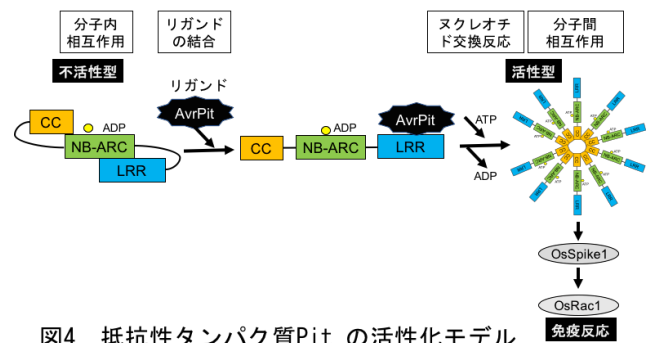 分子内
相互作用
リガンド
の結合
ヌクレオチ
ド交換反応
分子間
相互作用
不活性型
活性型
リガンド
AvrPit
CC
ADP
NB-ARC
LRR
AvrPit
CC
ADP
NB-ARC
LRR
ATP
ADP
OsSpike1
OsRac1
免疫反応
図4 抵抗性タンパク質Pit の活性化モデル